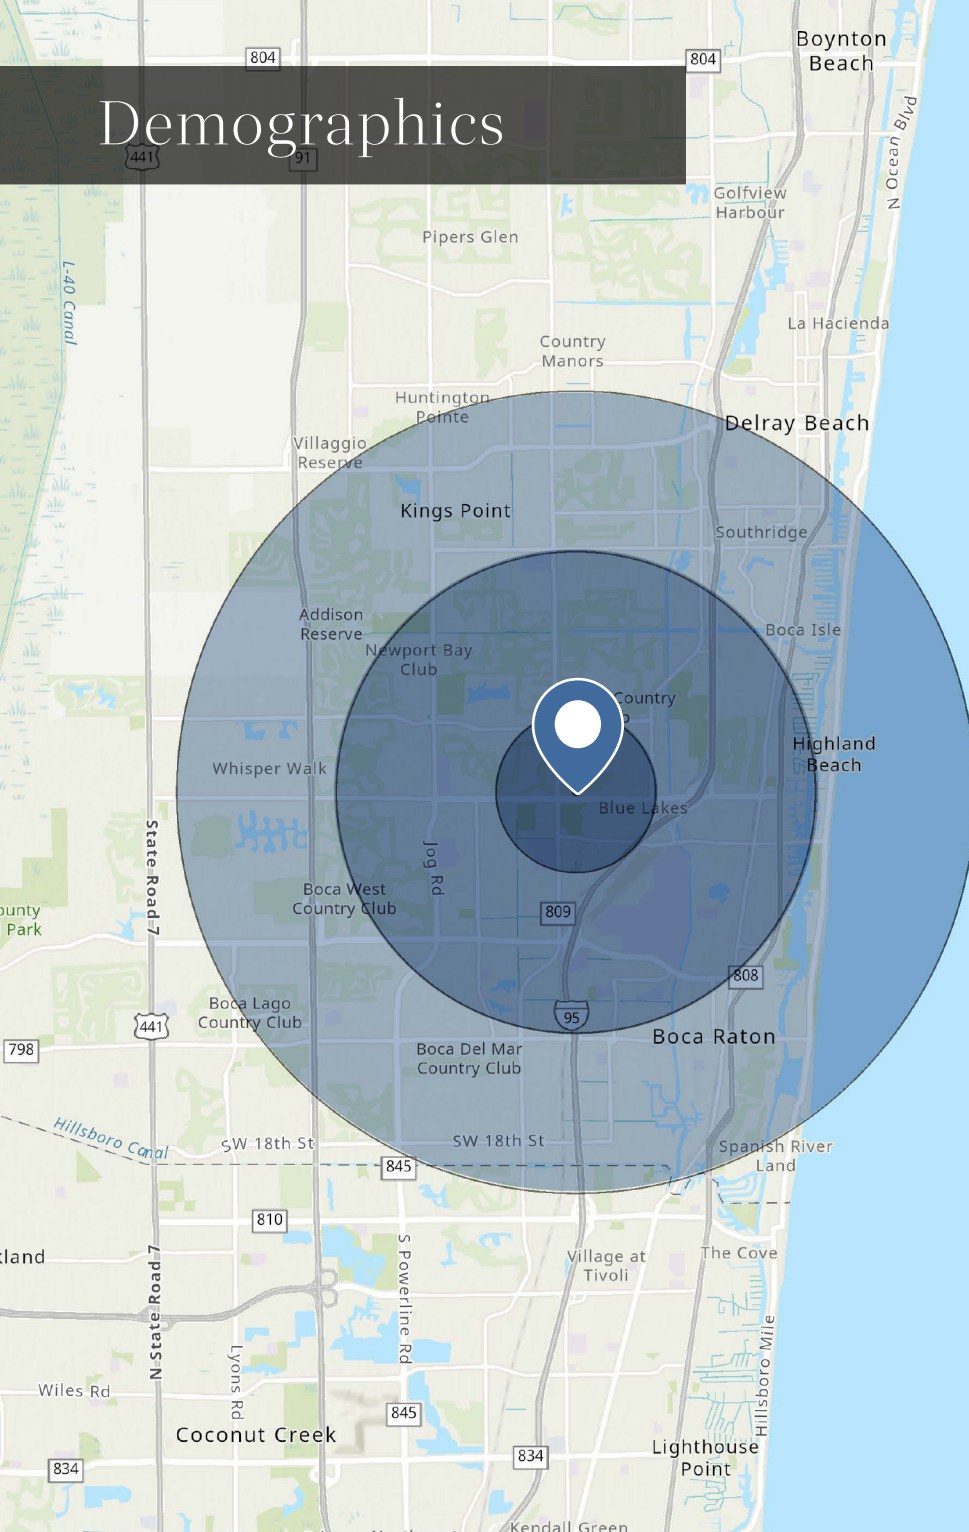 Boynton
Beach
804
804
Demographics
441
91
N Ocean Blvd
Golfview
Harbour
Pipers Glen
L-40 Canal
La Hacienda
Country
Manors
Huntington
Pointe
Delray Beach
Villaggio
Reserve
Kings Point
Southridge
Addison
Reserve
Boca Isle
Newport Bay
Club
Country
Highland
Beach
Whisper Walk
Blue Lakes
State Road 7
Jog Rd
Boca West
Country Club
809
ounty
Park
808
Boca Lago
Country Club
95
441
Boca Raton
798
Boca Del Mar
Country Club
Hillsboro Canal
SW 18th St
SW 18th St
Spanish River
Land
845
810
kland
N State Road 7
S Powerline Rd
Village at
Tivoli
The Cove
Hillsboro Mile
Lyons Rd
Wiles Rd
845
Coconut Creek
Lighthouse
Point
834
834
Kendall Green